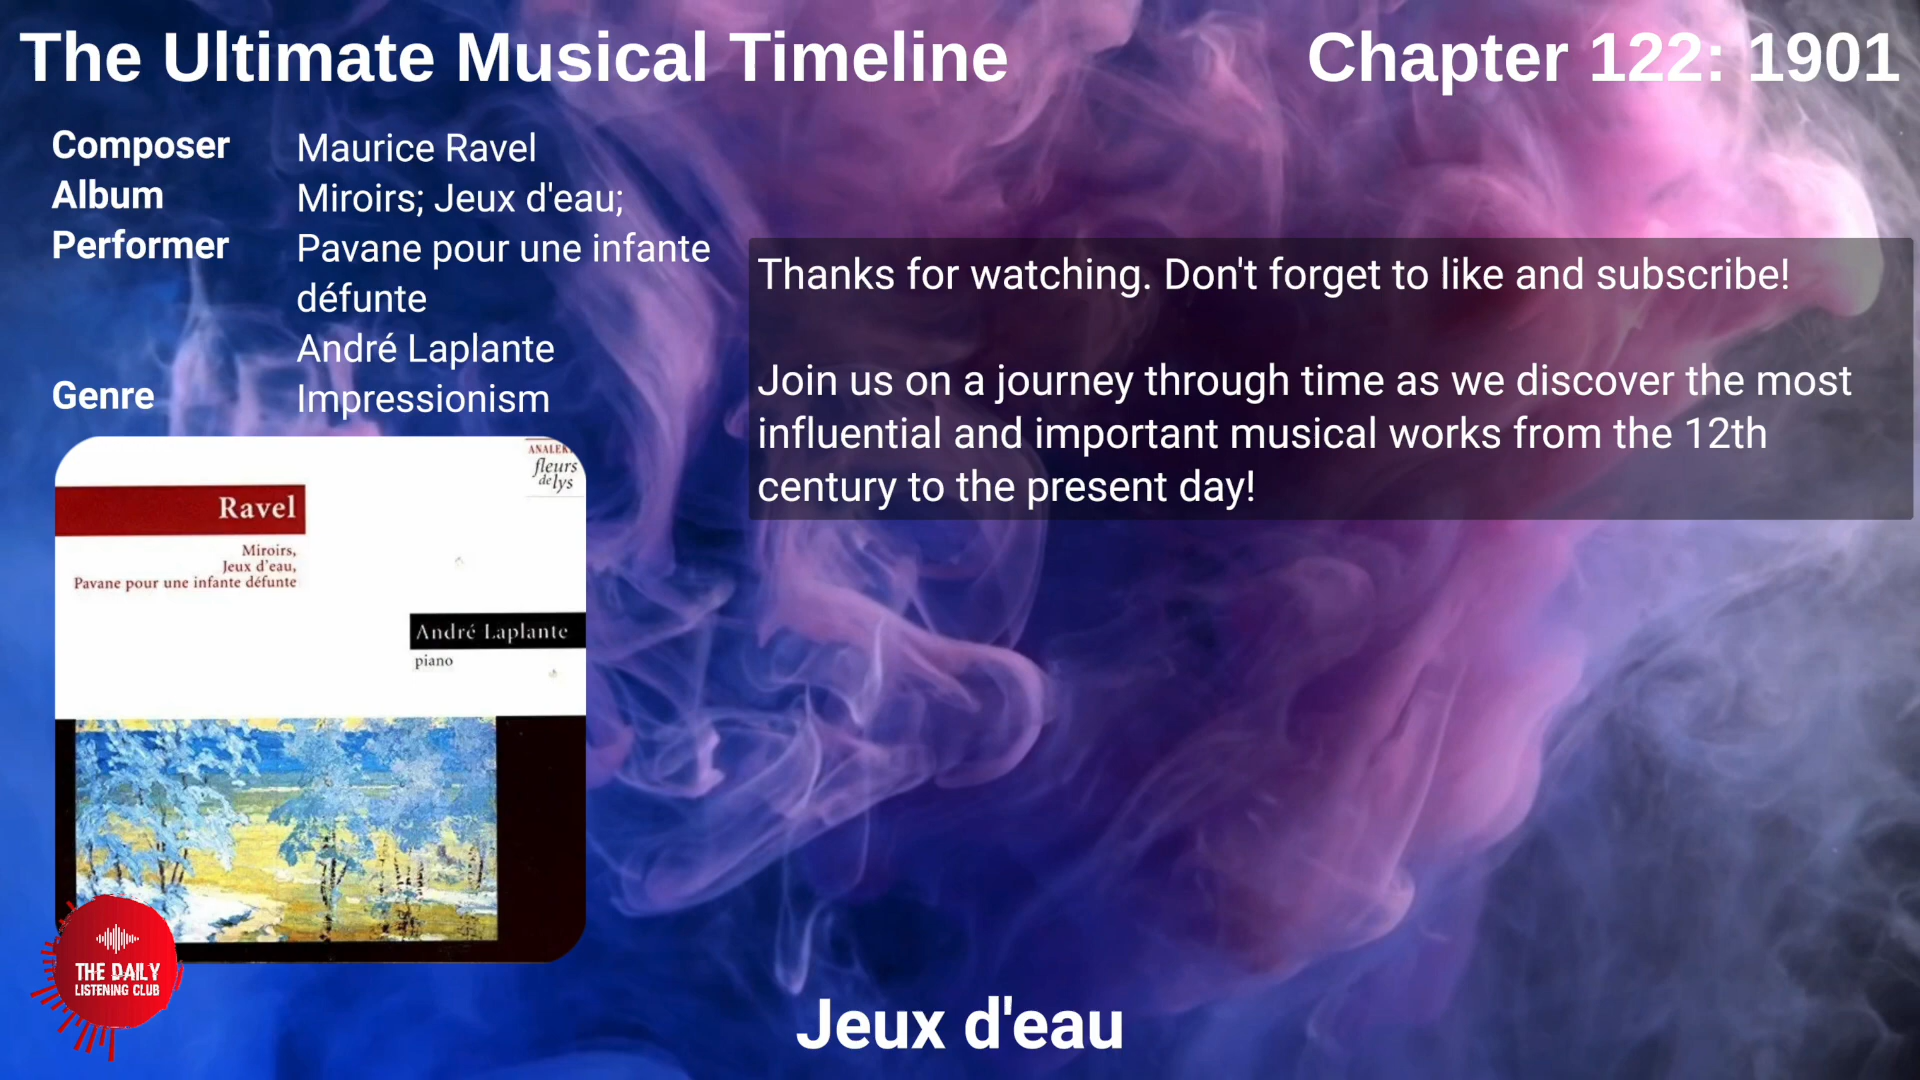 The Ultimate Musical Timeline
Chapter 122: 1901
Composer
Maurice Ravel
Album
Miroirs; Jeux d'eau;
Performer
Pavane pour une infante
défunte
André Laplante
Genre
Impressionism
Thanks for watching. Don't forget to like and subscribe!
Join us on a journey through time as we discover the most
influential and important musical works from the 12th
century to the present day!
fleurs
de lys
Ravel
Miroirs,
Jeux d'eau,
Pavane pour une infante défunte
André Laplante
piano
THE DAILY
LISTENING CLUB
Jeux d'eau